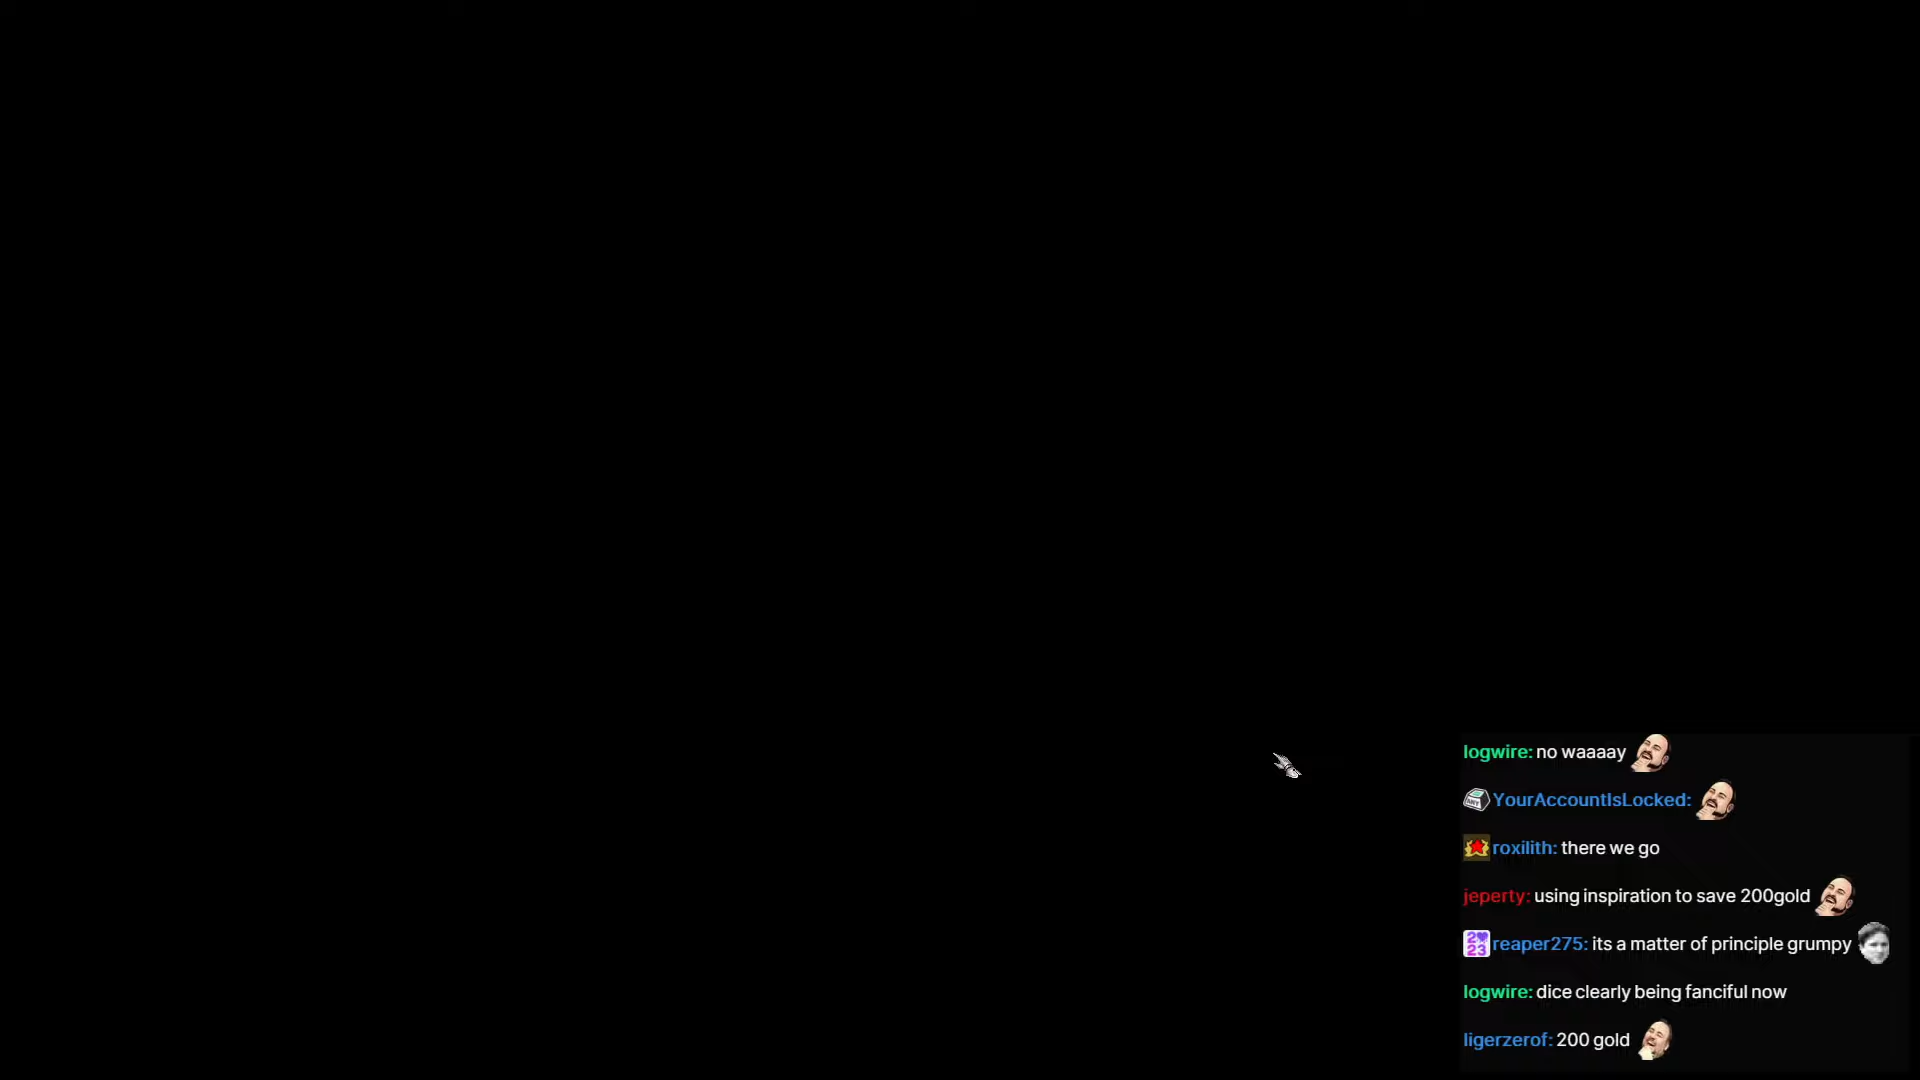 logwire: no waaaay
YourAccountIsLocked:
roxilith: there we go
jeperty: using inspiration to save 200gold
reaper275: its a matter of principle grumpy
logwire: dice clearly being fanciful now
ligerzerof: 200 gold